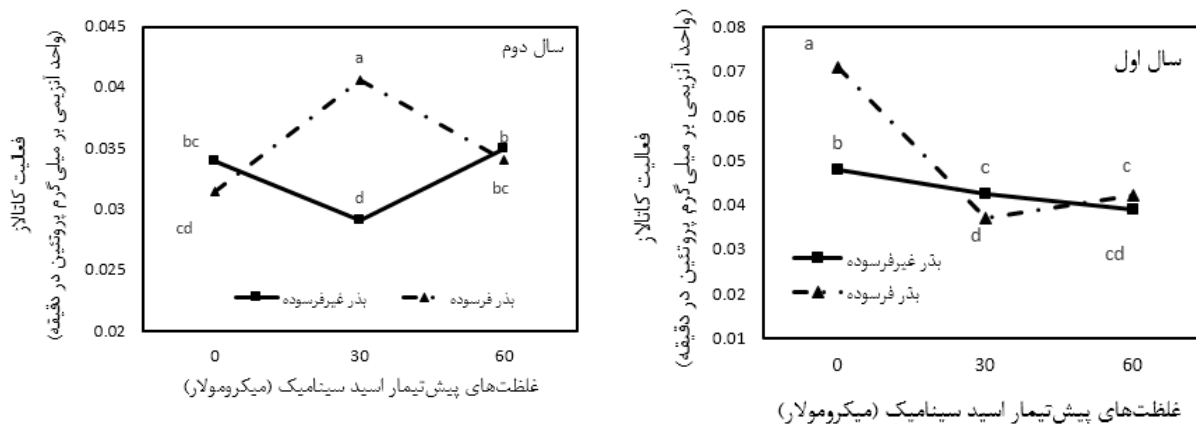 سال اول
فعالیت کاتالاز
(واحد آنزیمی بر میلی گرم پروتئین در دقیقه)
0.08
0.07
0.06
0.05
0.04
0.03
0.02
0.01
a
b
c
c
d
cd
بذر غیرفرسوده
بذر فرسوده
0 30 60
غلظت‌های پیش‌تیمار اسید سینامیک (میکرومولار)
سال دوم
فعالیت کاتالاز
(واحد آنزیمی بر میلی گرم پروتئین در دقیقه)
0.045
0.04
0.035
0.03
0.025
0.02
a
bc
b
d
bc
cd
بذر غیرفرسوده بذر فرسوده
0 30 60
غلظت‌های پیش‌تیمار اسید سینامیک (میکرومولار)